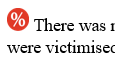 % There was
were victimised